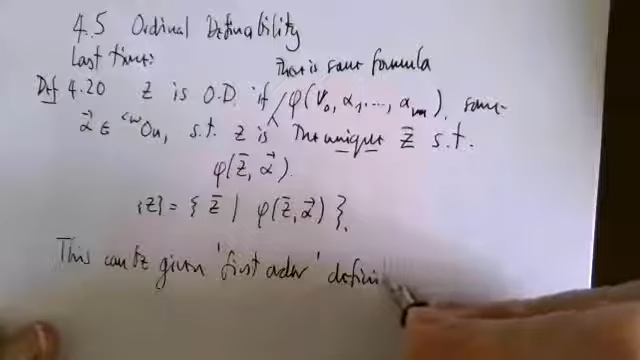 4.5 Ordinal Definability
Last time:
There is some formula
Def 4.20 z is O.D. if φ(v₀, α₁, ..., αₘ), some
α⃗ ∈ ^{<ω}On, s.t. z is the unique z̄ s.t.
φ(z̄, α⃗).
{z} = { z̄ | φ(z̄, α⃗) }.
This can be given 'first order' defini